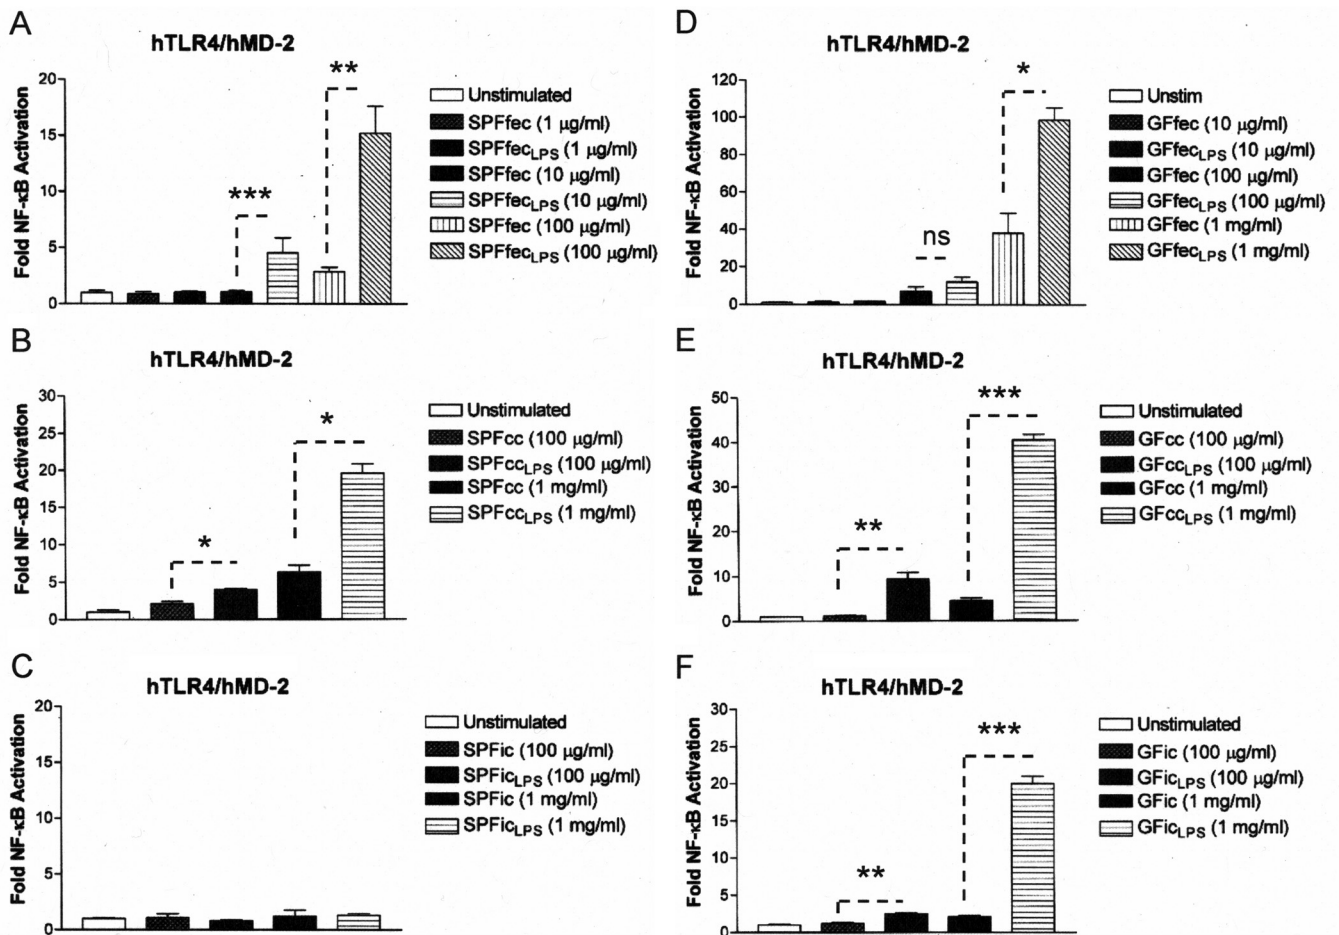 A
hTLR4/hMD-2
Fold NF-κB Activation
20
15
10
5
0
***
**
Unstimulated
SPFfec (1 μg/ml)
SPFfecLPS (1 μg/ml)
SPFfec (10 μg/ml)
SPFfecLPS (10 μg/ml)
SPFfec (100 μg/ml)
SPFfecLPS (100 μg/ml)
B
hTLR4/hMD-2
Fold NF-κB Activation
30
25
20
15
10
5
0
*
*
Unstimulated
SPFcc (100 μg/ml)
SPFccLPS (100 μg/ml)
SPFcc (1 mg/ml)
SPFccLPS (1 mg/ml)
C
hTLR4/hMD-2
Fold NF-κB Activation
20
15
10
5
0
Unstimulated
SPFic (100 μg/ml)
SPFicLPS (100 μg/ml)
SPFic (1 mg/ml)
SPFicLPS (1 mg/ml)
D
hTLR4/hMD-2
Fold NF-κB Activation
120
100
80
60
40
20
0
ns
*
Unstim
GFfec (10 μg/ml)
GFfecLPS (10 μg/ml)
GFfec (100 μg/ml)
GFfecLPS (100 μg/ml)
GFfec (1 mg/ml)
GFfecLPS (1 mg/ml)
E
hTLR4/hMD-2
Fold NF-κB Activation
50
40
30
20
10
0
**
***
Unstimulated
GFcc (100 μg/ml)
GFccLPS (100 μg/ml)
GFcc (1 mg/ml)
GFccLPS (1 mg/ml)
F
hTLR4/hMD-2
Fold NF-κB Activation
30
25
20
15
10
5
0
**
***
Unstimulated
GFic (100 μg/ml)
GFicLPS (100 μg/ml)
GFic (1 mg/ml)
GFicLPS (1 mg/ml)